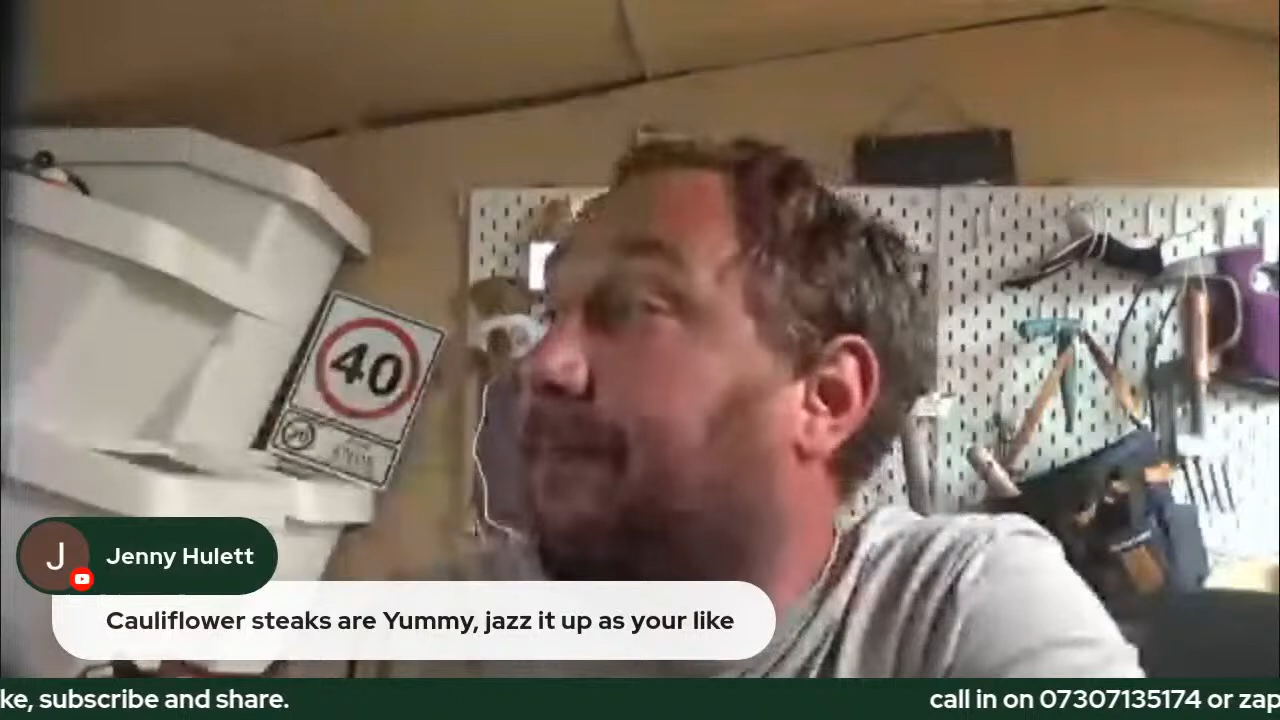 40
20
J
Jenny Hulett
Cauliflower steaks are Yummy, jazz it up as your like
ke, subscribe and share.
call in on 07307135174 or zap